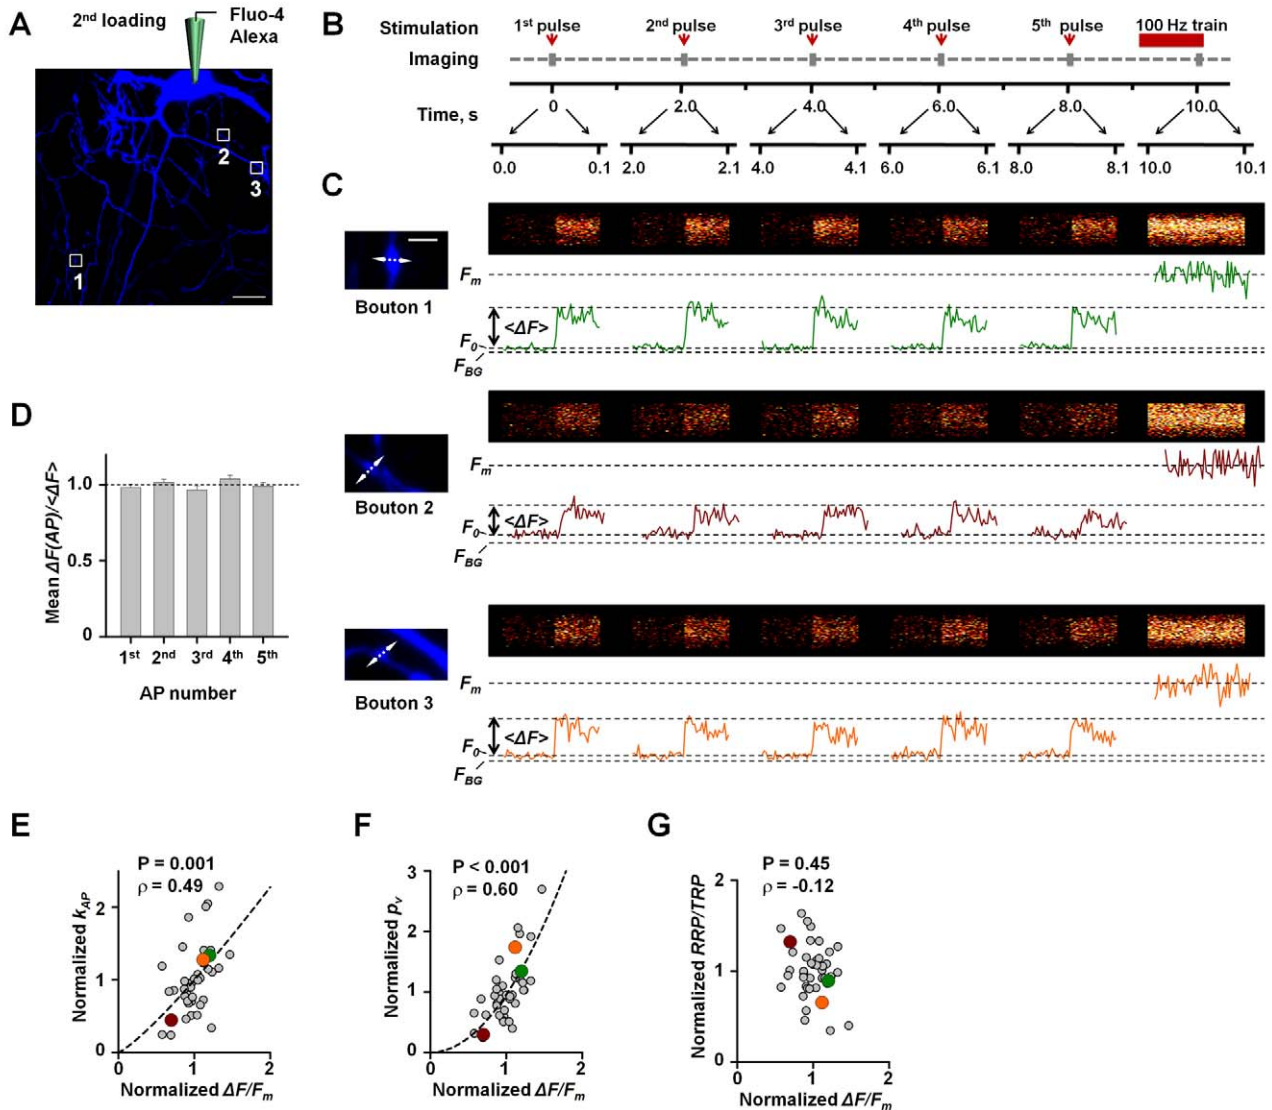 A
2nd loading
Fluo-4
Alexa
1
2
3
B
Stimulation
1st pulse
2nd pulse
3rd pulse
4th pulse
5th pulse
100 Hz train
Imaging
Time, s
0
2.0
4.0
6.0
8.0
10.0
0.0
0.1
2.0
2.1
4.0
4.1
6.0
6.1
8.0
8.1
10.0
10.1
C
Bouton 1
Fm
F0
<ΔF>
FBG
Bouton 2
Fm
F0
<ΔF>
FBG
Bouton 3
Fm
F0
<ΔF>
FBG
D
Mean ΔF(AP)/<ΔF>
1.0
0.5
0
1st
2nd
3rd
4th
5th
AP number
E
P = 0.001
ρ = 0.49
Normalized kAP
2
1
0
0
1
2
Normalized ΔF/Fm
F
P < 0.001
ρ = 0.60
Normalized pv
3
2
1
0
0
1
2
Normalized ΔF/Fm
G
P = 0.45
ρ = -0.12
Normalized RRP/TRP
2
1
0
0
1
2
Normalized ΔF/Fm